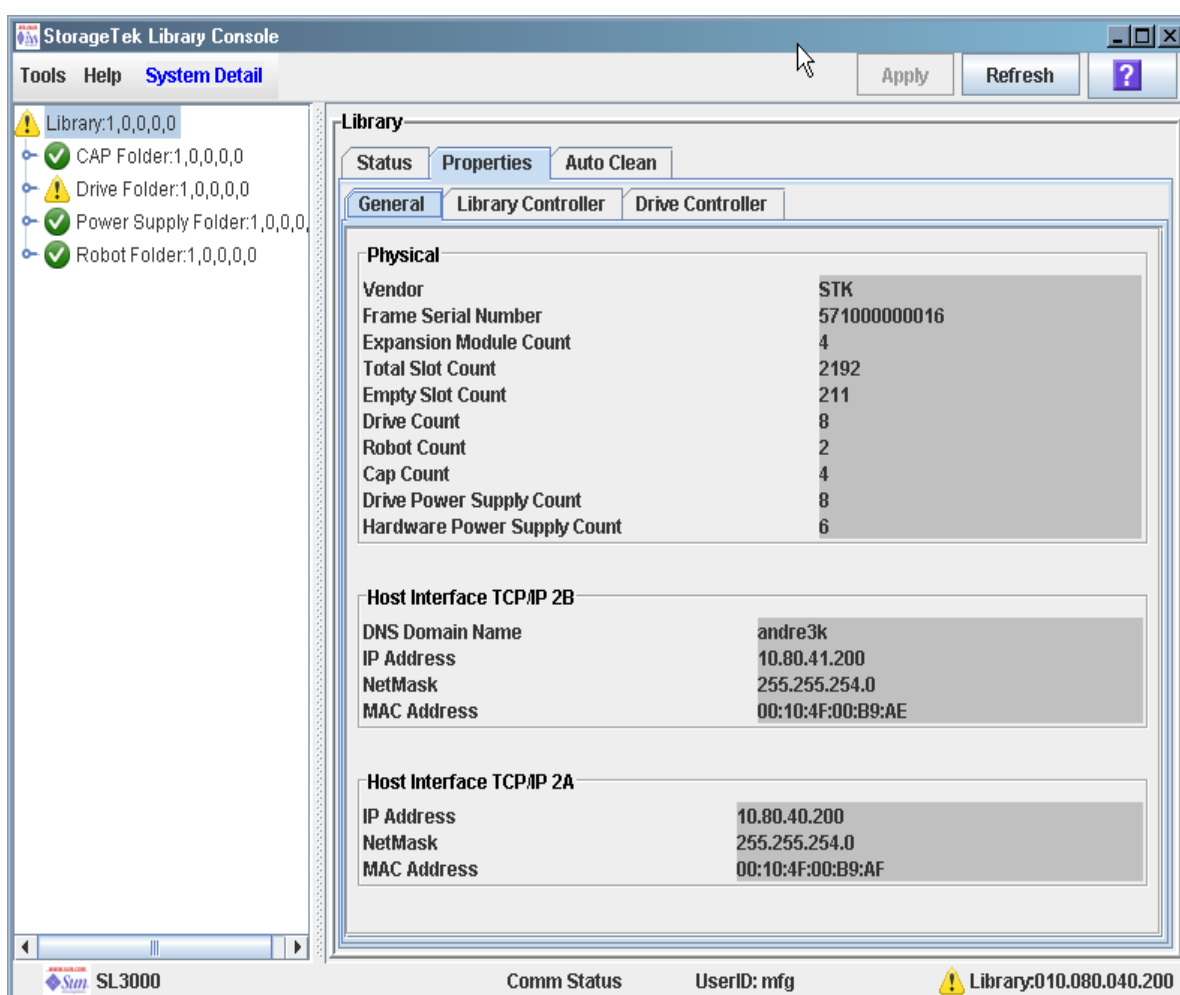 StorageTek Library Console
Tools Help System Detail Apply Refresh ?
Library:1,0,0,0,0
CAP Folder:1,0,0,0,0
Drive Folder:1,0,0,0,0
Power Supply Folder:1,0,0,0,
Robot Folder:1,0,0,0,0
Library
Status Properties Auto Clean
General Library Controller Drive Controller
Physical
Vendor STK
Frame Serial Number 571000000016
Expansion Module Count 4
Total Slot Count 2192
Empty Slot Count 211
Drive Count 8
Robot Count 2
Cap Count 4
Drive Power Supply Count 8
Hardware Power Supply Count 6
Host Interface TCP/IP 2B
DNS Domain Name andre3k
IP Address 10.80.41.200
NetMask 255.255.254.0
MAC Address 00:10:4F:00:B9:AE
Host Interface TCP/IP 2A
IP Address 10.80.40.200
NetMask 255.255.254.0
MAC Address 00:10:4F:00:B9:AF
Sun SL3000 Comm Status UserID: mfg Library:010.080.040.200